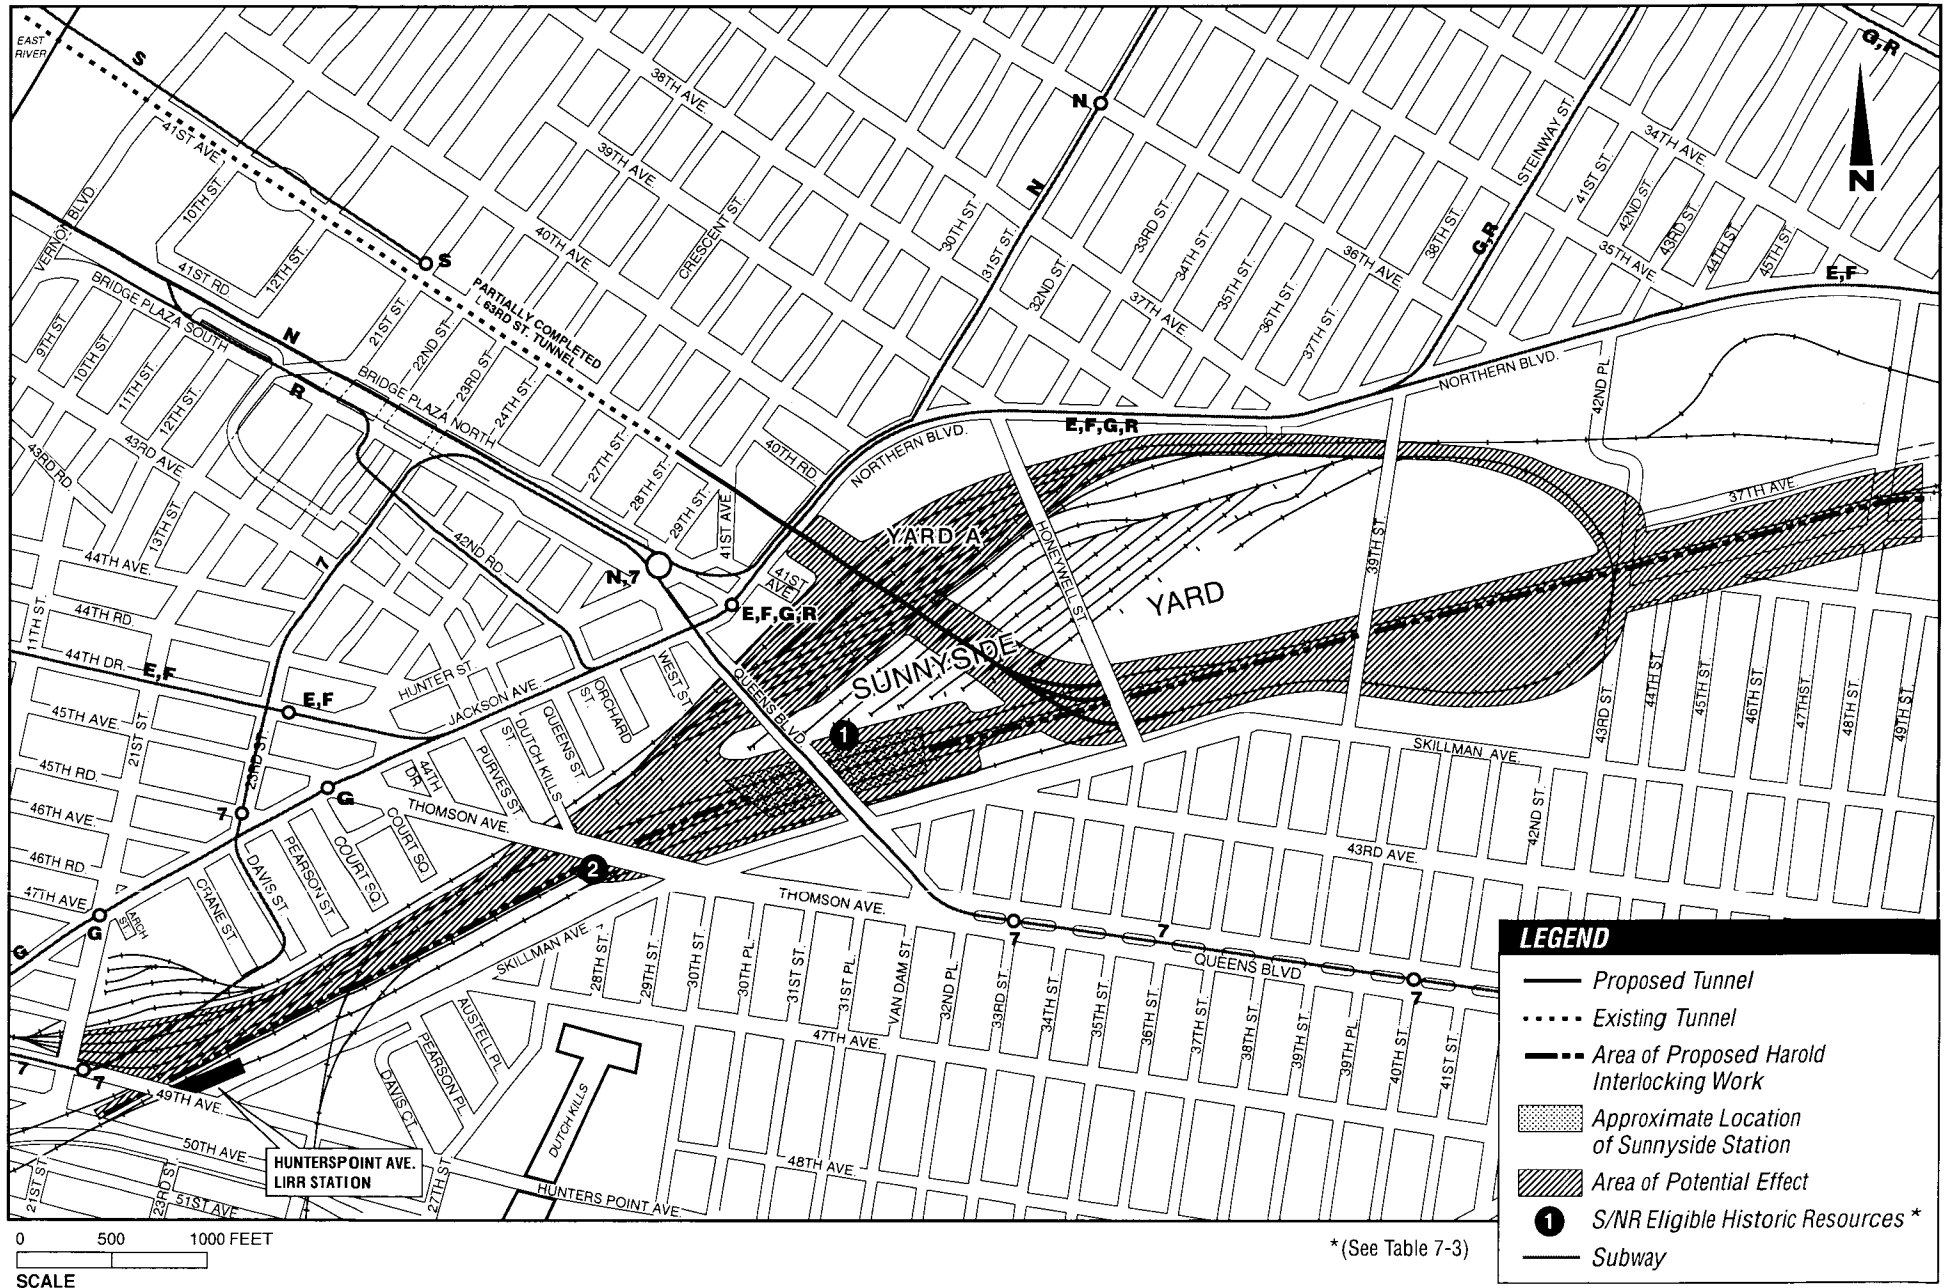 EAST
RIVER
S
41ST AVE.
38TH AVE.
39TH AVE.
40TH AVE.
10TH ST.
VERNON BLVD.
12TH ST.
41ST RD.
S
CRESCENT ST.
N
N
30TH ST.
31ST ST.
32ND ST.
33RD ST.
34TH ST.
35TH ST.
36TH ST.
37TH ST.
37TH AVE.
36TH AVE.
38TH ST.
G,R
STEINWAY ST.
G,R
34TH AVE.
41ST ST.
42ND ST.
43RD ST.
44TH ST.
45TH ST.
35TH AVE.
E,F
N
BRIDGE PLAZA SOUTH
N
R
BRIDGE PLAZA NORTH
PARTIALLY COMPLETED
63RD ST. TUNNEL
9TH ST.
10TH ST.
11TH ST.
12TH ST.
13TH ST.
21ST ST.
22ND ST.
23RD ST.
24TH ST.
27TH ST.
28TH ST.
29TH ST.
41ST AVE.
40TH RD.
43RD AVE.
43RD RD.
44TH AVE.
44TH RD.
44TH DR.
11TH ST.
42ND RD.
7
N,7
41ST
AVE.
E,F,G,R
NORTHERN BLVD.
E,F,G,R
NORTHERN BLVD.
42ND PL.
37TH AVE.
YARD A
HONEYWELL ST.
39TH ST.
SUNNYSIDE
YARD
E,F
E,F
HUNTER ST.
JACKSON AVE
WEST ST.
ORCHARD
ST.
QUEENS ST.
DUTCH KILLS
ST.
PURVES ST.
44TH
DR.
QUEENS BLVD.
1
45TH AVE.
45TH RD.
46TH AVE.
46TH RD.
47TH AVE.
21ST ST.
23RD ST.
7
G
THOMSON AVE.
COURT SQ.
COURT SQ.
PEARSON ST.
DAVIS ST.
CRANE ST.
ARCH
ST.
G
G
2
43RD ST.
44TH ST.
45TH ST.
46TH ST.
47TH ST.
48TH ST.
49TH ST.
SKILLMAN AVE.
42ND ST.
43RD AVE.
THOMSON AVE.
SKILLMAN AVE.
7
7
QUEENS BLVD
7
28TH ST.
29TH ST.
30TH ST.
30TH PL.
31ST ST.
31ST PL.
VAN DAM ST.
32ND PL.
33RD ST.
34TH ST.
35TH ST.
36TH ST.
37TH ST.
38TH ST.
39TH ST.
39TH PL.
40TH ST.
41ST ST.
47TH AVE.
48TH AVE.
AUSTELL PL.
PEARSON PL.
DAVIS CT.
DUTCH KILLS
7
7
49TH AVE.
50TH AVE.
51ST AVE.
21ST ST.
23RD ST.
27TH ST.
HUNTERS POINT AVE.
HUNTERSPOINT AVE.
LIRR STATION
LEGEND
Proposed Tunnel
Existing Tunnel
Area of Proposed Harold
Interlocking Work
Approximate Location
of Sunnyside Station
Area of Potential Effect
1 S/NR Eligible Historic Resources *
Subway
0 500 1000 FEET
SCALE
* (See Table 7-3)